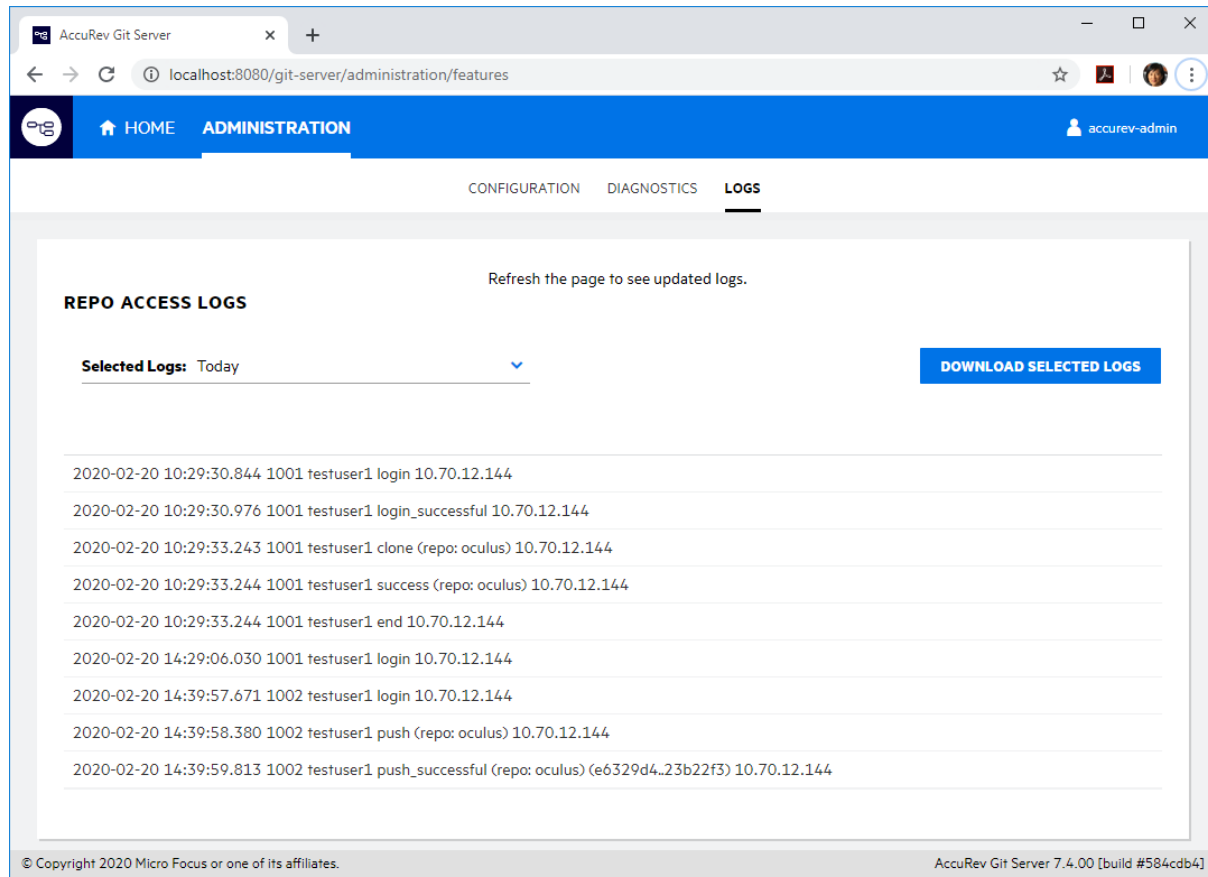 AccuRev Git Server
localhost:8080/git-server/administration/features
HOME ADMINISTRATION accurev-admin
CONFIGURATION DIAGNOSTICS LOGS
Refresh the page to see updated logs.
REPO ACCESS LOGS
Selected Logs: Today
DOWNLOAD SELECTED LOGS
2020-02-20 10:29:30.844 1001 testuser1 login 10.70.12.144
2020-02-20 10:29:30.976 1001 testuser1 login_successful 10.70.12.144
2020-02-20 10:29:33.243 1001 testuser1 clone (repo: oculus) 10.70.12.144
2020-02-20 10:29:33.244 1001 testuser1 success (repo: oculus) 10.70.12.144
2020-02-20 10:29:33.244 1001 testuser1 end 10.70.12.144
2020-02-20 14:29:06.030 1001 testuser1 login 10.70.12.144
2020-02-20 14:39:57.671 1002 testuser1 login 10.70.12.144
2020-02-20 14:39:58.380 1002 testuser1 push (repo: oculus) 10.70.12.144
2020-02-20 14:39:59.813 1002 testuser1 push_successful (repo: oculus) (e6329d4..23b22f3) 10.70.12.144
© Copyright 2020 Micro Focus or one of its affiliates. AccuRev Git Server 7.4.00 [build #584cdb4]